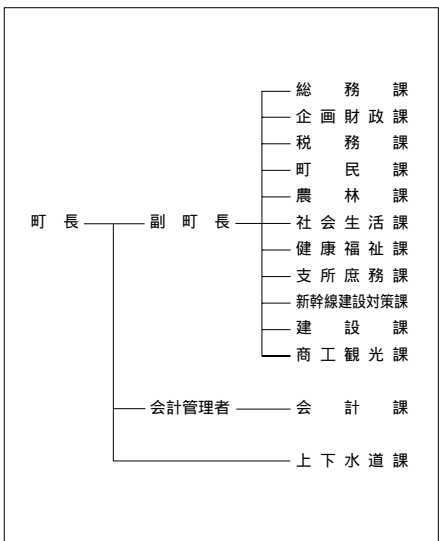 総務課
企画財政課
税務課
町民課
農林課
町長 副町長 社会生活課
健康福祉課
支所庶務課
新幹線建設対策課
建設課
商工観光課
会計管理者 会計課
上下水道課